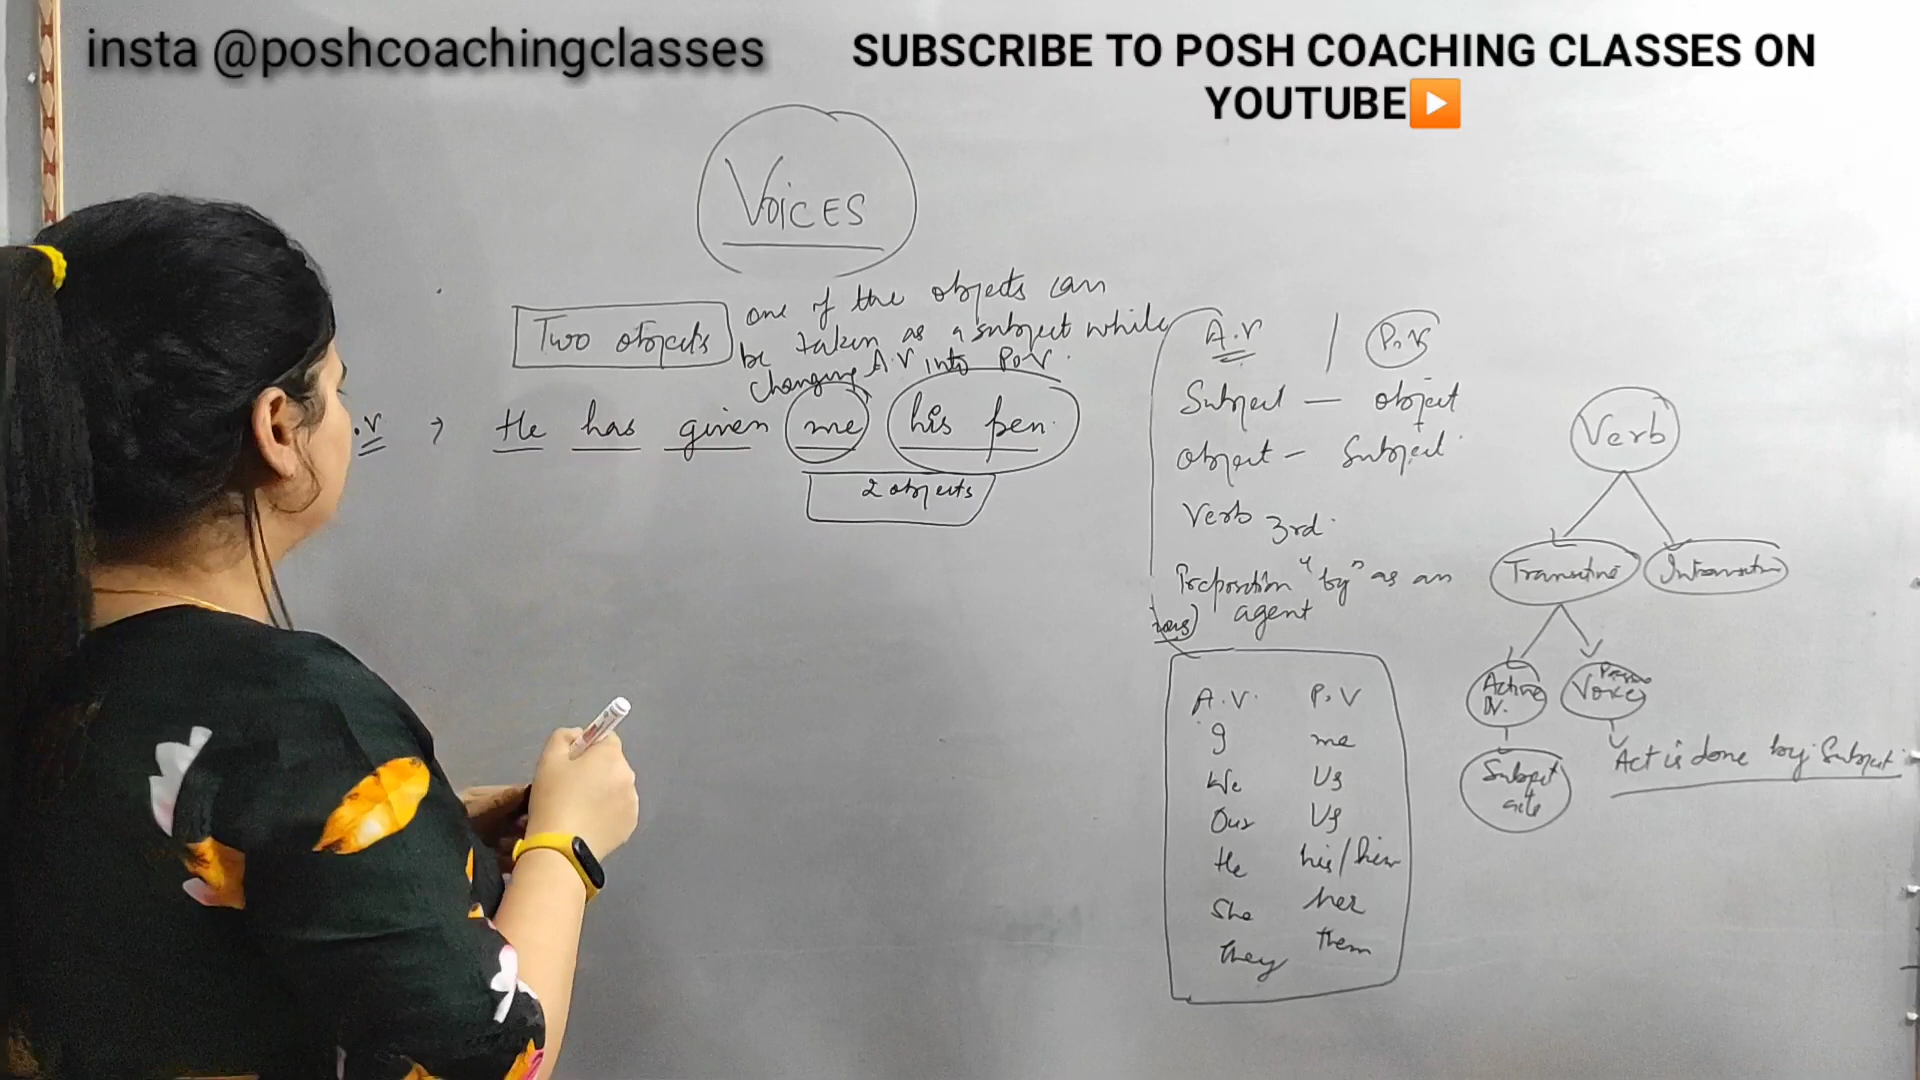 insta @poshcoachingclasses
SUBSCRIBE TO POSH COACHING CLASSES ON
YOUTUBE
VOICES
Two objects
one of the objects can
be taken as a subject while
changing A.V into P.V.
.V → He has given me his pen.
2 objects
A.V / P.V
Subject - object
object - Subject
Verb 3rd.
Preposition "by" as an
agent
A.V. P.V
I me
We Us
Our Us
He his/him
She her
They them
Verb
Transitive
Active
V.
Passive
Voice
Subject
acts
Act is done by Subject